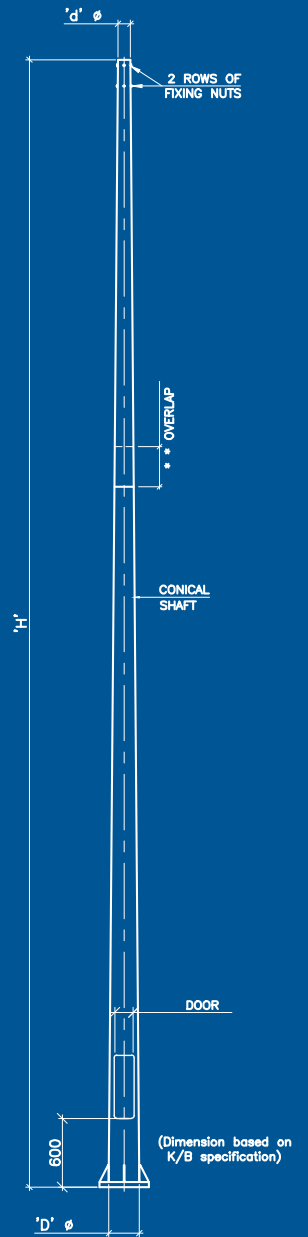 'd' ø
2 ROWS OF
FIXING NUTS
* * OVERLAP
CONICAL
SHAFT
'H'
DOOR
600
(Dimension based on
K/B specification)
'D' ø